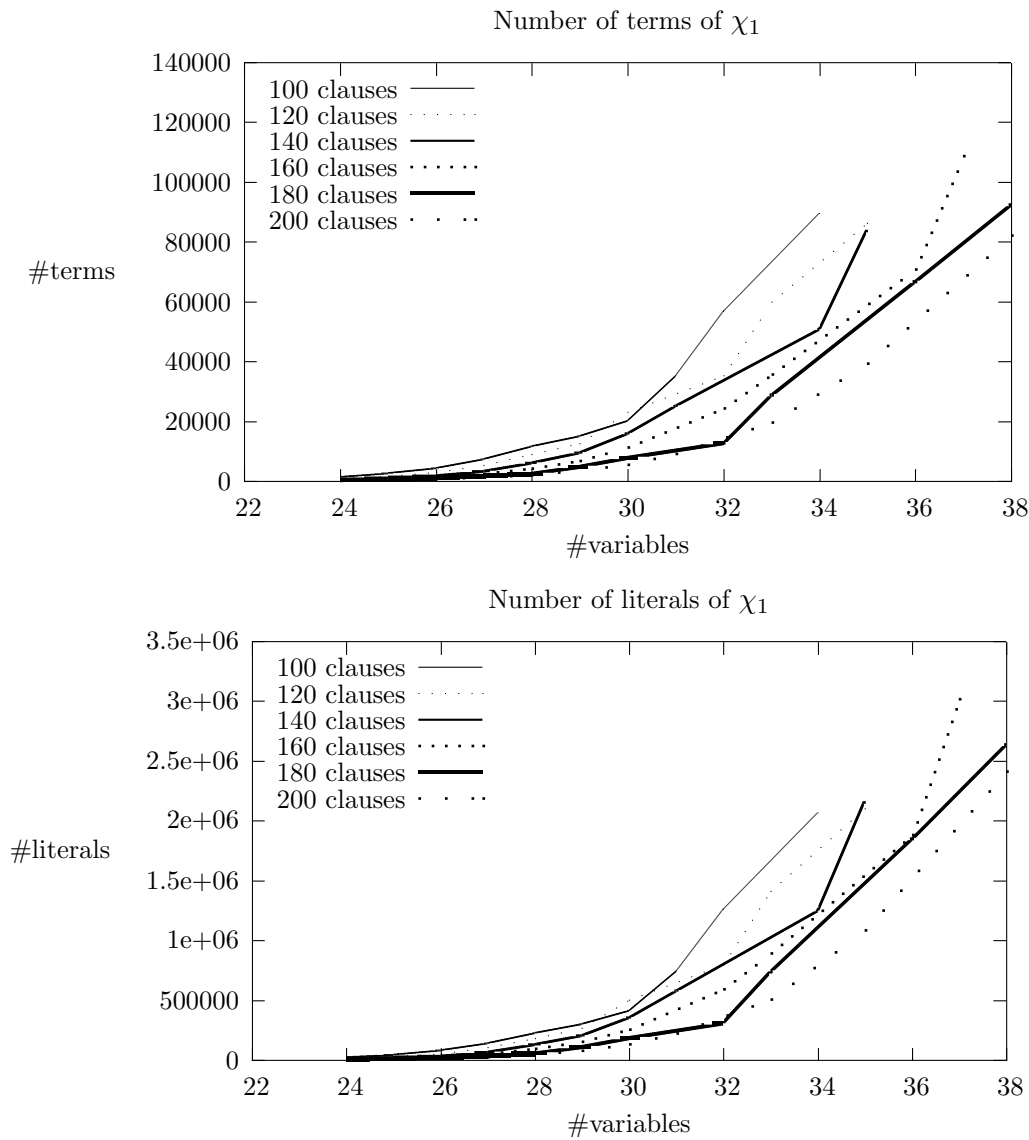 Number of terms of χ1
140000
120000
100000
80000
60000
40000
20000
0
#terms
100 clauses
120 clauses
140 clauses
160 clauses
180 clauses
200 clauses
22 24 26 28 30 32 34 36 38
#variables
Number of literals of χ1
3.5e+06
3e+06
2.5e+06
2e+06
1.5e+06
1e+06
500000
0
#literals
100 clauses
120 clauses
140 clauses
160 clauses
180 clauses
200 clauses
22 24 26 28 30 32 34 36 38
#variables